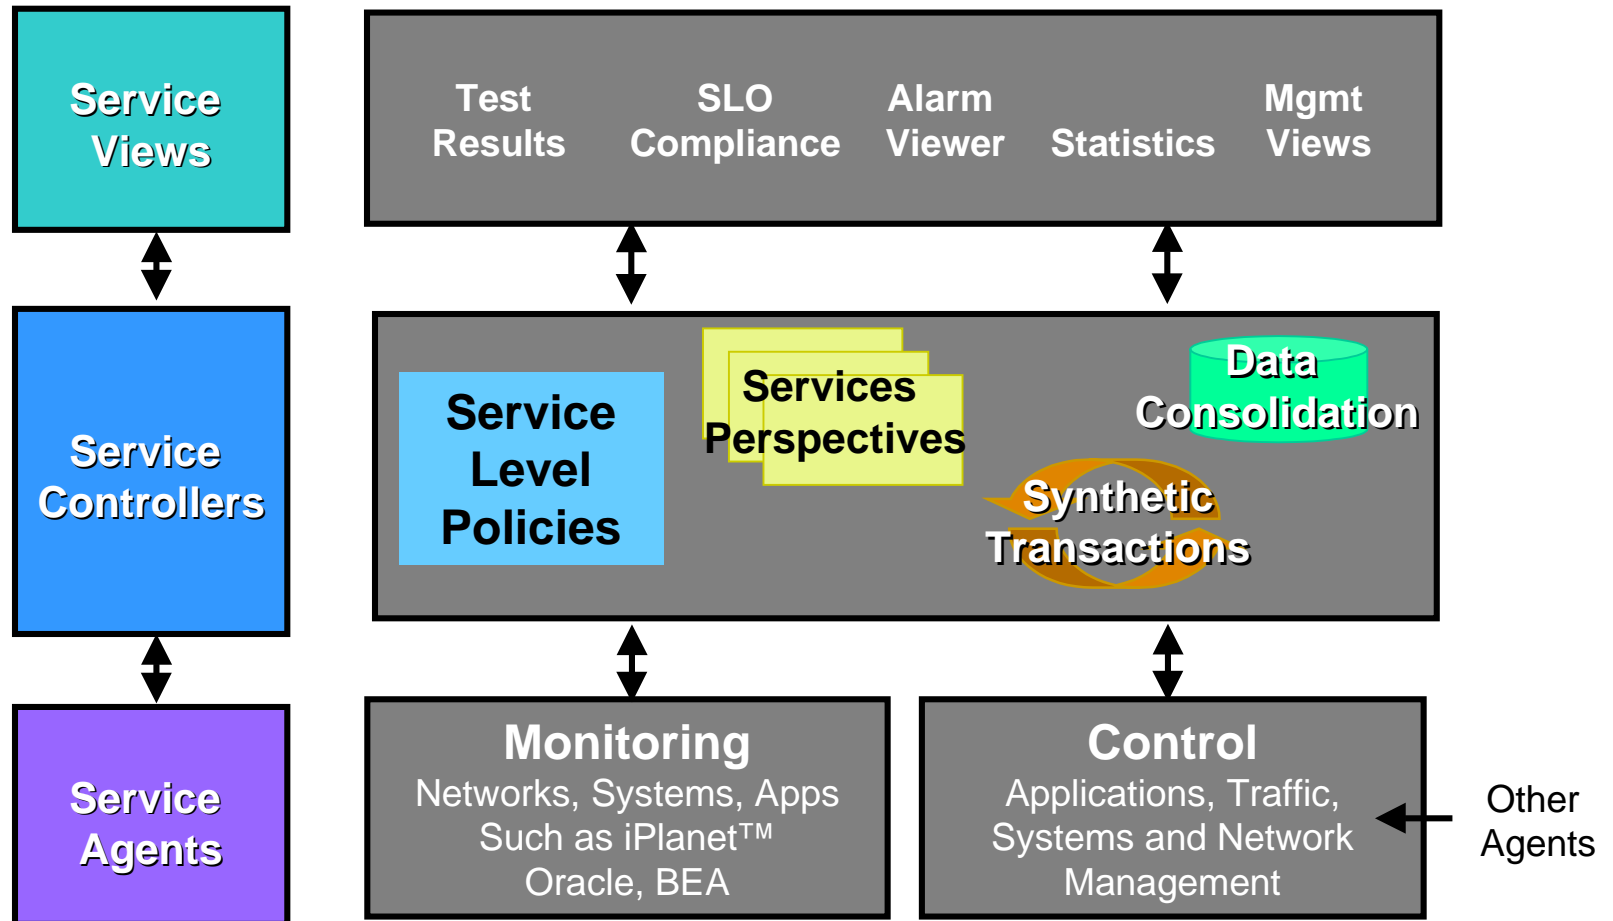 Service
Views
Test
Results
SLO
Compliance
Alarm
Viewer
Statistics
Mgmt
Views
Service
Controllers
Service
Level
Policies
Services
Perspectives
Data
Consolidation
Synthetic
Transactions
Service
Agents
Monitoring
Networks, Systems, Apps
Such as iPlanet™
Oracle, BEA
Control
Applications, Traffic,
Systems and Network
Management
Other
Agents